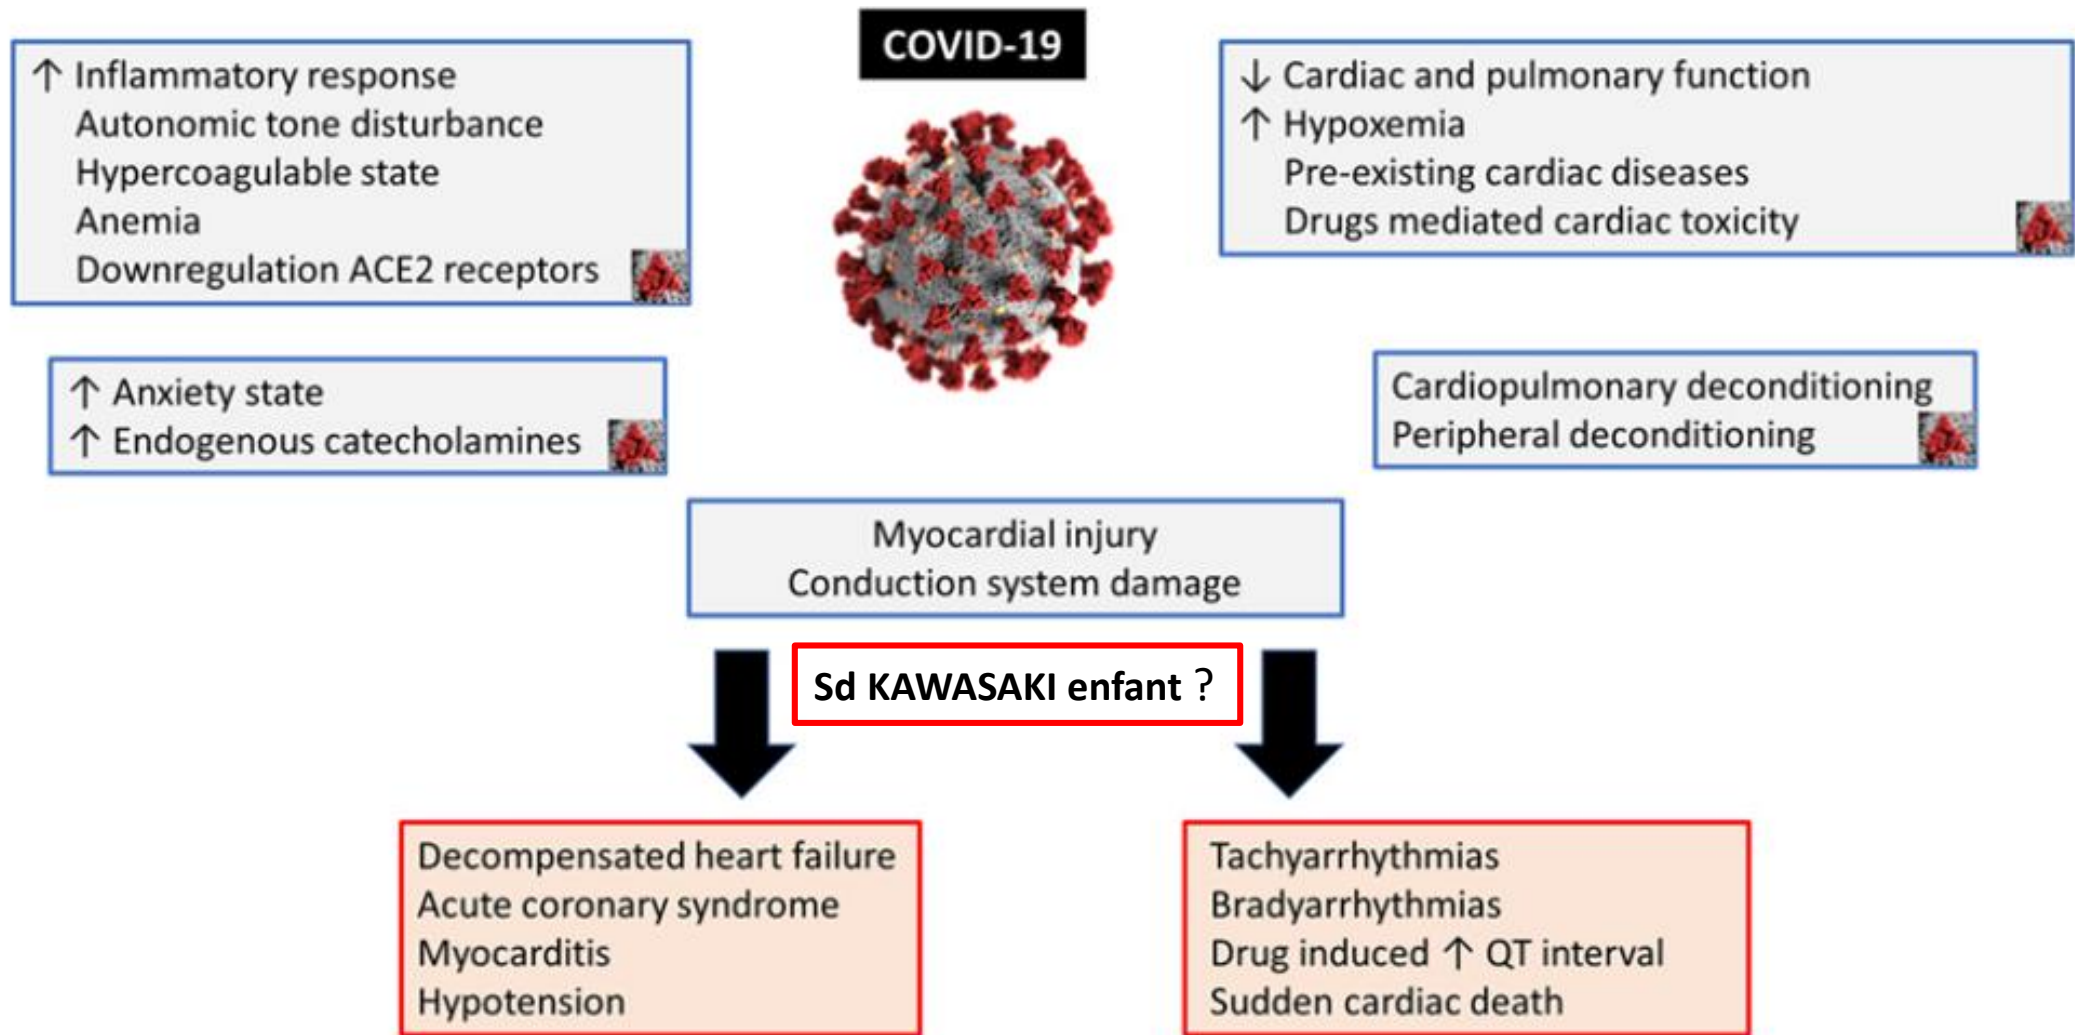 COVID-19
↑ Inflammatory response
Autonomic tone disturbance
Hypercoagulable state
Anemia
Downregulation ACE2 receptors
↓ Cardiac and pulmonary function
↑ Hypoxemia
Pre-existing cardiac diseases
Drugs mediated cardiac toxicity
↑ Anxiety state
↑ Endogenous catecholamines
Cardiopulmonary deconditioning
Peripheral deconditioning
Myocardial injury
Conduction system damage
Sd KAWASAKI enfant ?
Decompensated heart failure
Acute coronary syndrome
Myocarditis
Hypotension
Tachyarrhythmias
Bradyarrhythmias
Drug induced ↑ QT interval
Sudden cardiac death